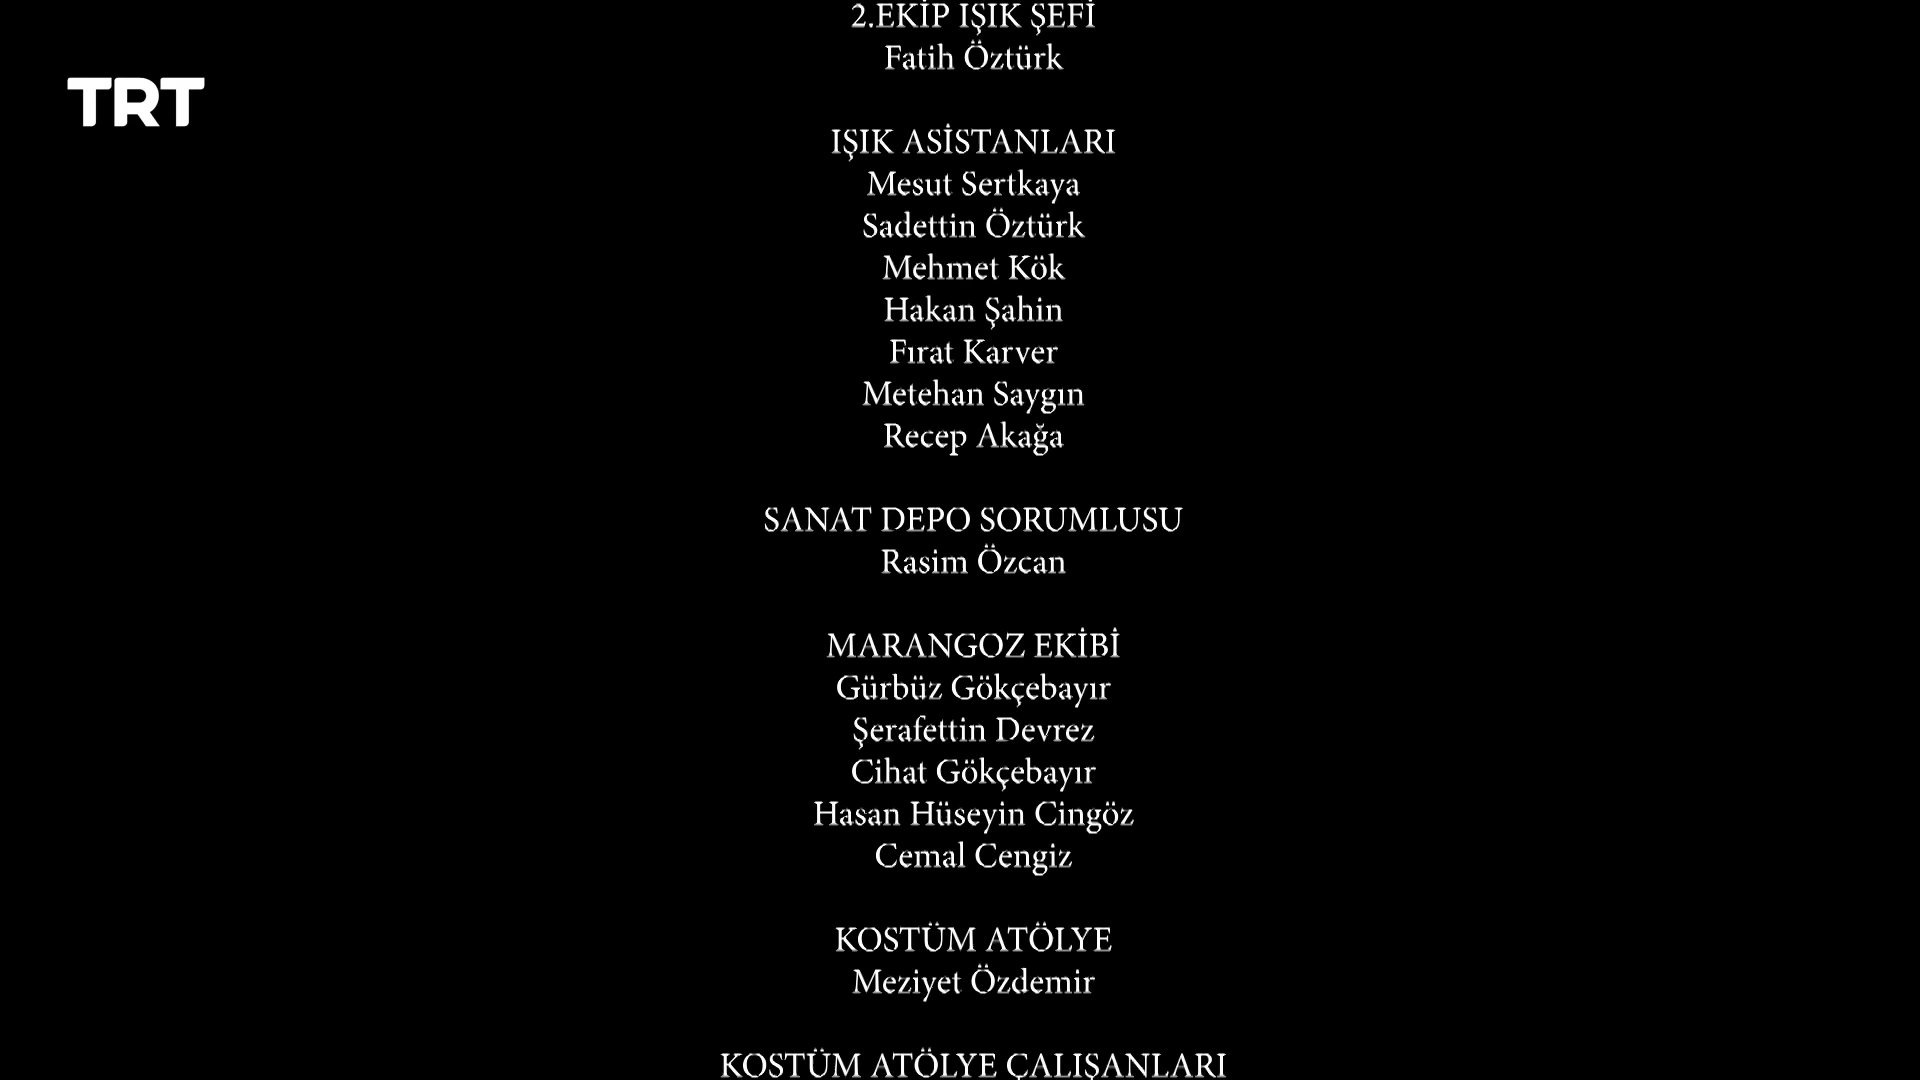 2.EKİP IŞIK ŞEFİ
Fatih Öztürk
TRT
IŞIK ASİSTANLARI
Mesut Sertkaya
Sadettin Öztürk
Mehmet Kök
Hakan Şahin
Fırat Karver
Metehan Saygın
Recep Akağa
SANAT DEPO SORUMLUSU
Rasim Özcan
MARANGOZ EKİBİ
Gürbüz Gökçebayır
Şerafettin Devrez
Cihat Gökçebayır
Hasan Hüseyin Cingöz
Cemal Cengiz
KOSTÜM ATÖLYE
Meziyet Özdemir
KOSTÜM ATÖLYE ÇALIŞANLARI